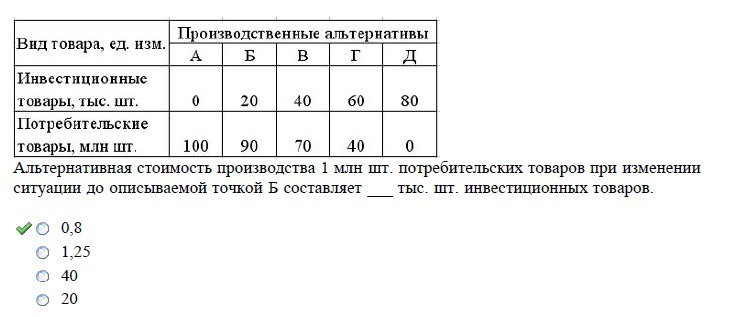 Вид товара, ед. изм. Производственные альтернативы
А Б В Г Д
Инвестиционные
товары, тыс. шт. 0 20 40 60 80
Потребительские
товары, млн шт. 100 90 70 40 0
Альтернативная стоимость производства 1 млн шт. потребительских товаров при изменении
ситуации до описываемой точкой Б составляет ___ тыс. шт. инвестиционных товаров.
0,8
1,25
40
20